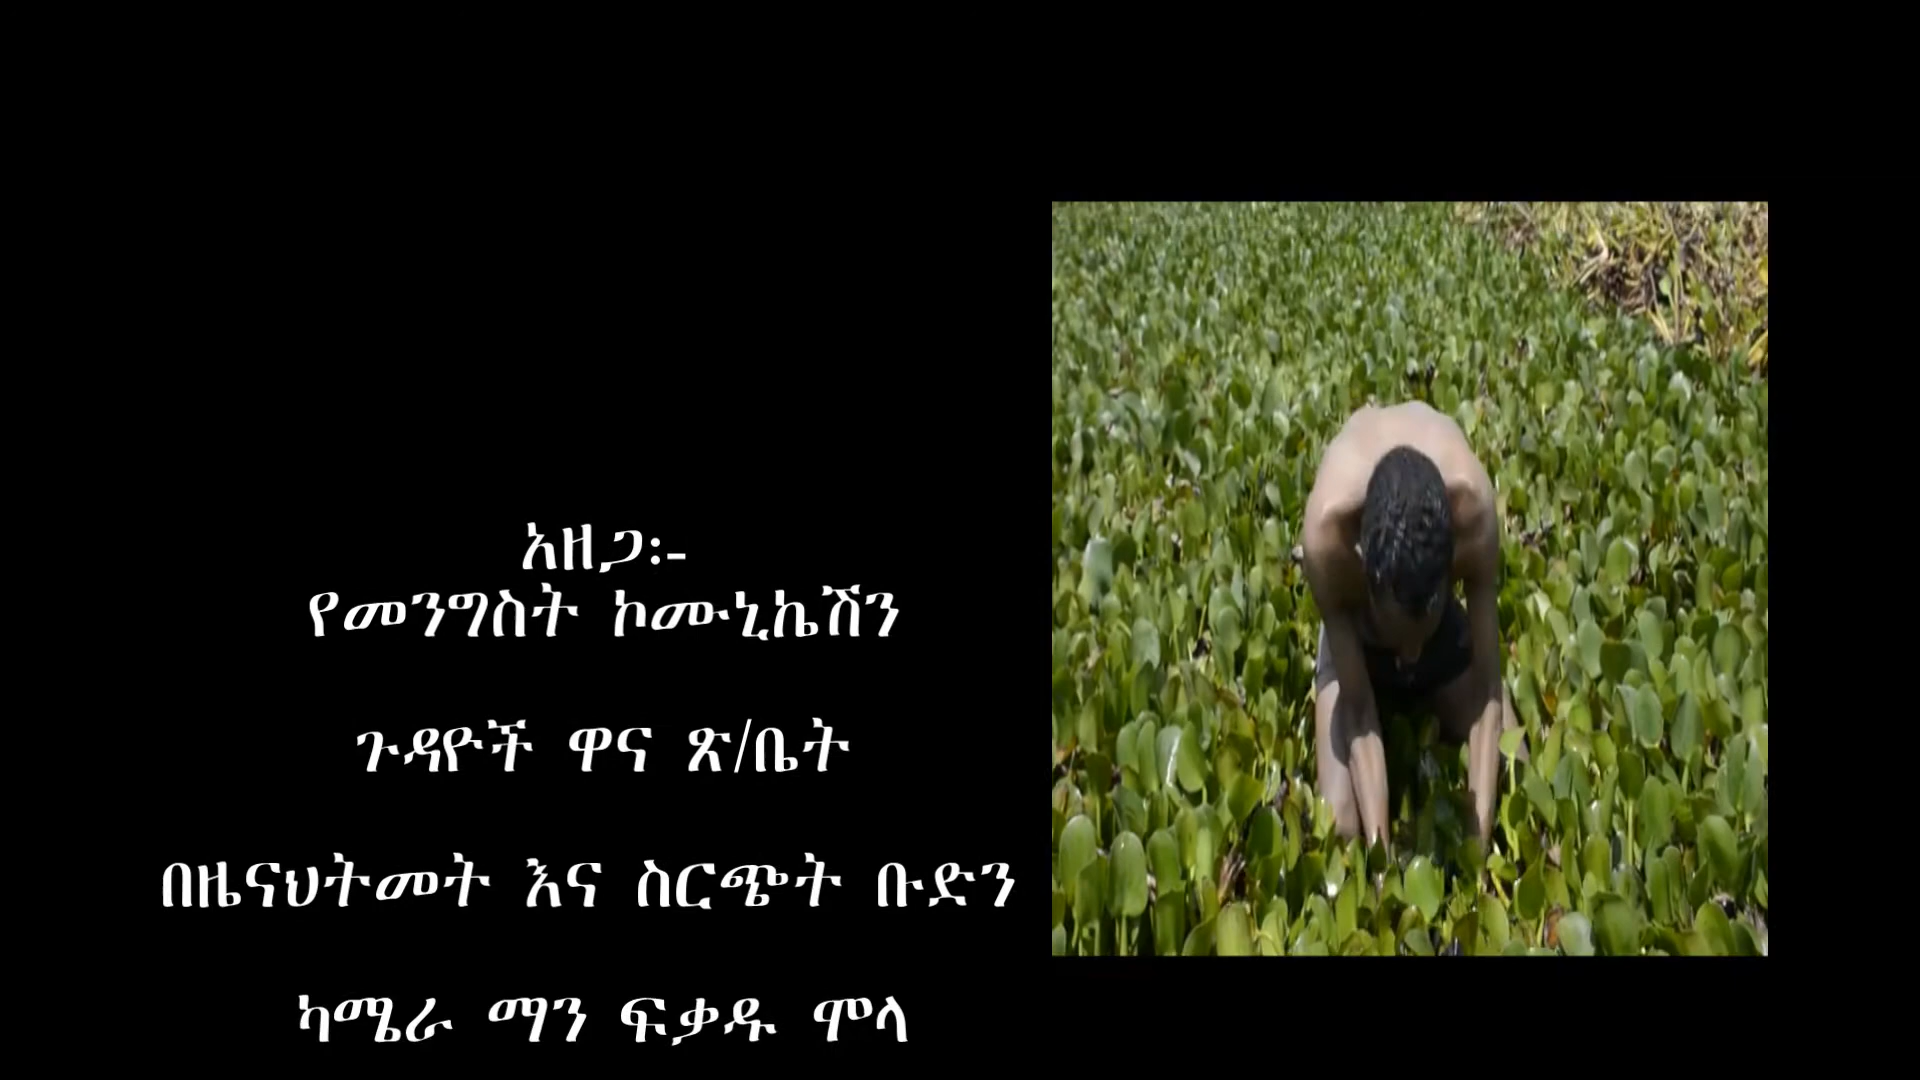 አዘጋ፡-
የመንግስት ኮሙኒኬሽን
ጉዳዮች ዋና ጽ/ቤት
በዜናህትመት እና ስርጭት ቡድን
ካሜራ ማን ፍቃዱ ሞላ